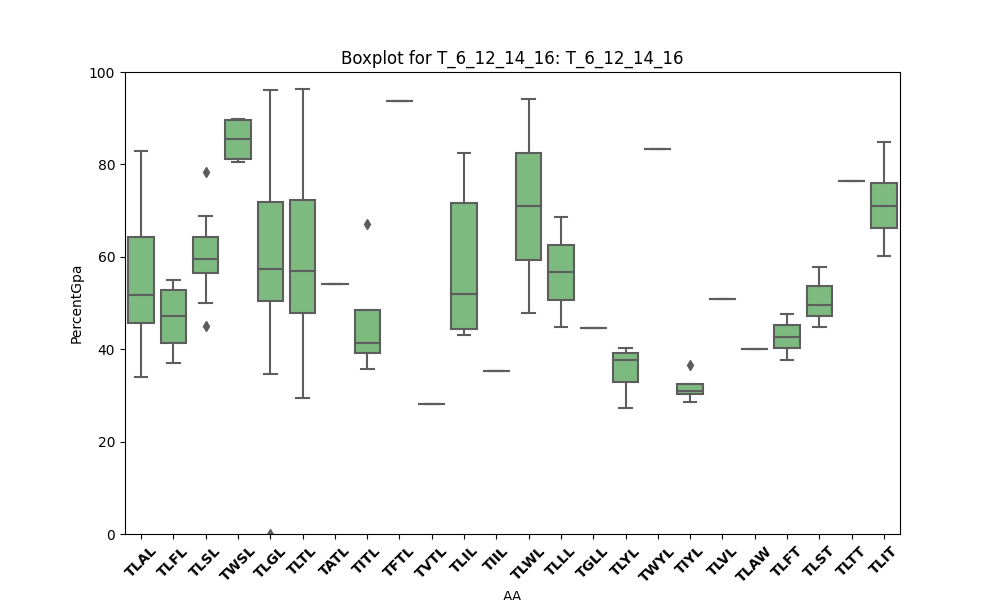 Boxplot for T_6_12_14_16: T_6_12_14_16
100
80
60
40
20
0
PercentGpa
TLAL TLFL TLSL TWSL TLGL TLTL TATL TITL TFTL TVTL TLIL TIIL TLWL TLLL TGLL TLYL TWYL TIYL TLVL TLAW TLFT TLST TLTT TLIT
AA